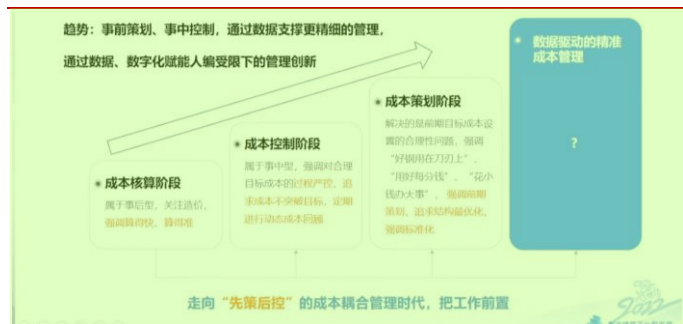 趋势：事前策划、事中控制，通过数据支撑更精细的管理，
通过数据、数字化赋能人编受限下的管理创新
* 数据驱动的精准
成本管理
?
* 成本策划阶段
解决的是前期目标成本设
置的合理性问题，强调
“好钢用在刀刃上”、
“用好每分钱”、“花小
钱办大事”，强调前期
策划，追求结构最优化、
强调标准化
* 成本控制阶段
属于事中型，强调对合理
目标成本的过程严控，追
求成本不突破目标，定期
进行动态成本回顾
* 成本核算阶段
属于事后型，关注造价，
强调算得快，算得准
走向“先策后控”的成本耦合管理时代，把工作前置
2022